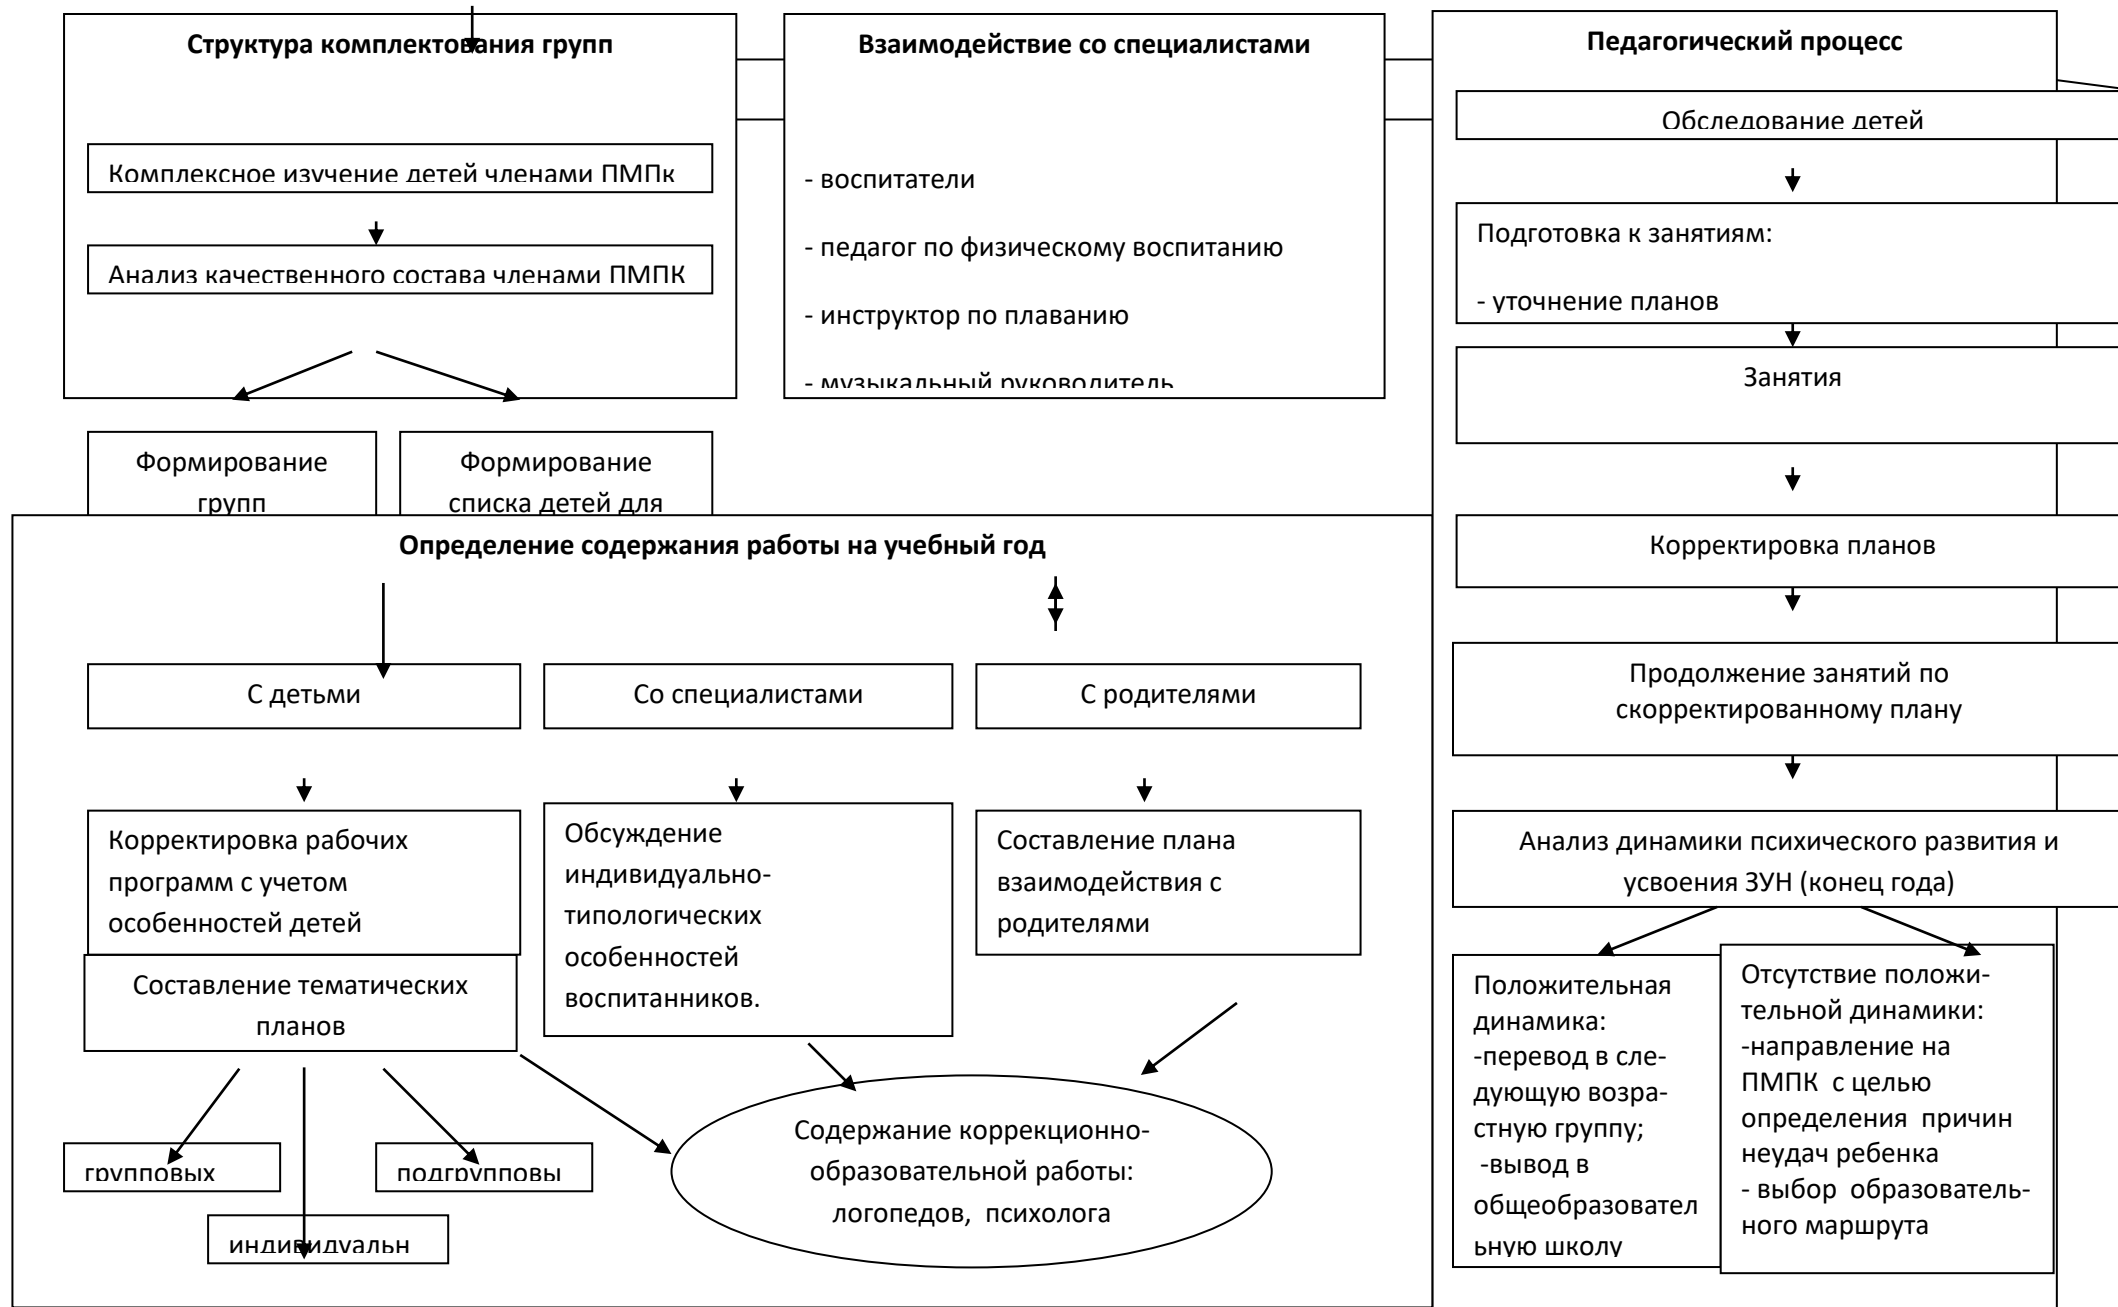 Структура комплектования групп
Комплексное изучение детей членами ПМПк
Анализ качественного состава членами ПМПК
Формирование
групп
Формирование
списка детей для
Взаимодействие со специалистами
- воспитатели
- педагог по физическому воспитанию
- инструктор по плаванию
- музыкальный руководитель
Определение содержания работы на учебный год
С детьми
Со специалистами
С родителями
Корректировка рабочих
программ с учетом
особенностей детей
Составление тематических
планов
групповых
индивидуальн
подгрупповы
Обсуждение
индивидуально-
типологических
особенностей
воспитанников.
Составление плана
взаимодействия с
родителями
Содержание коррекционно-
образовательной работы:
логопедов,  психолога
Педагогический процесс
Обследование детей
Подготовка к занятиям:
- уточнение планов
Занятия
Корректировка планов
Продолжение занятий по
скорректированному плану
Анализ динамики психического развития и
усвоения ЗУН (конец года)
Положительная
динамика:
-перевод в сле-
дующую возра-
стную группу;
-вывод в
общеобразовател
ьную школу
Отсутствие положи-
тельной динамики:
-направление на
ПМПК  с целью
определения  причин
неудач ребенка
- выбор  образователь-
ного маршрута